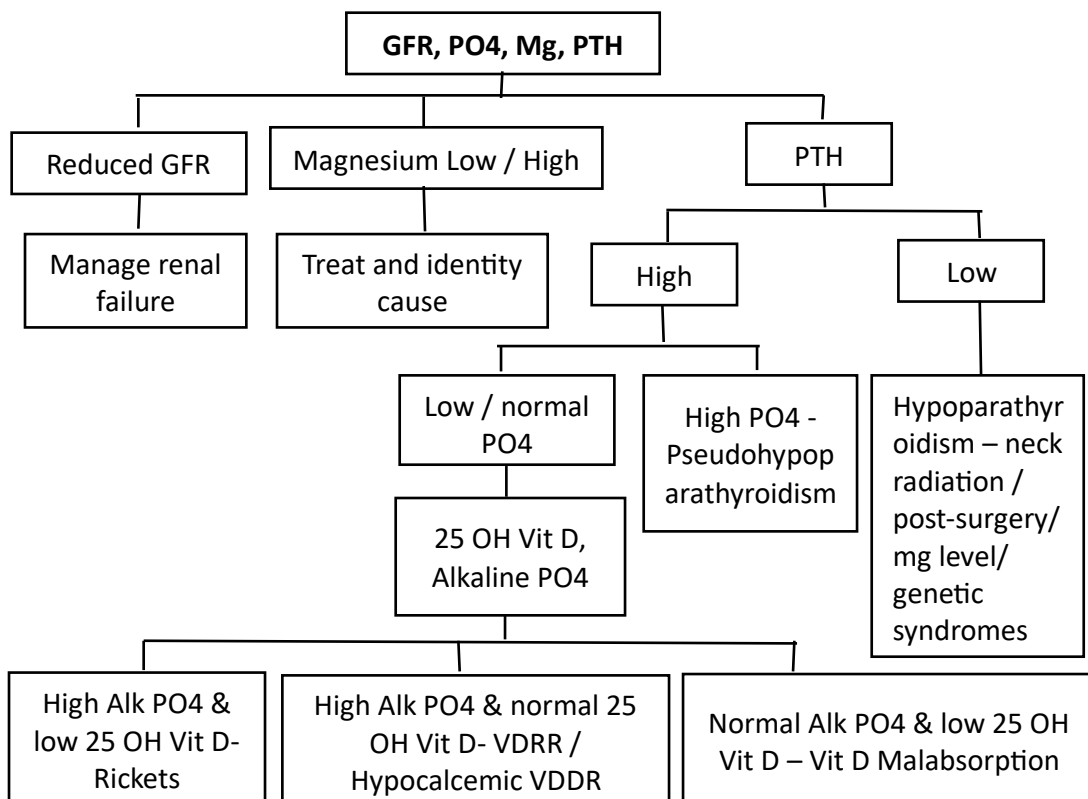 GFR, PO4, Mg, PTH
Reduced GFR
Magnesium Low / High
PTH
Manage renal
failure
Treat and identity
cause
High
Low
Low / normal
PO4
High PO4 -
Pseudohypop
arathyroidism
Hypoparathyr
oidism – neck
radiation /
post-surgery/
mg level/
genetic
syndromes
25 OH Vit D,
Alkaline PO4
High Alk PO4 &
low 25 OH Vit D-
Rickets
High Alk PO4 & normal 25
OH Vit D- VDRR /
Hypocalcemic VDDR
Normal Alk PO4 & low 25 OH
Vit D – Vit D Malabsorption